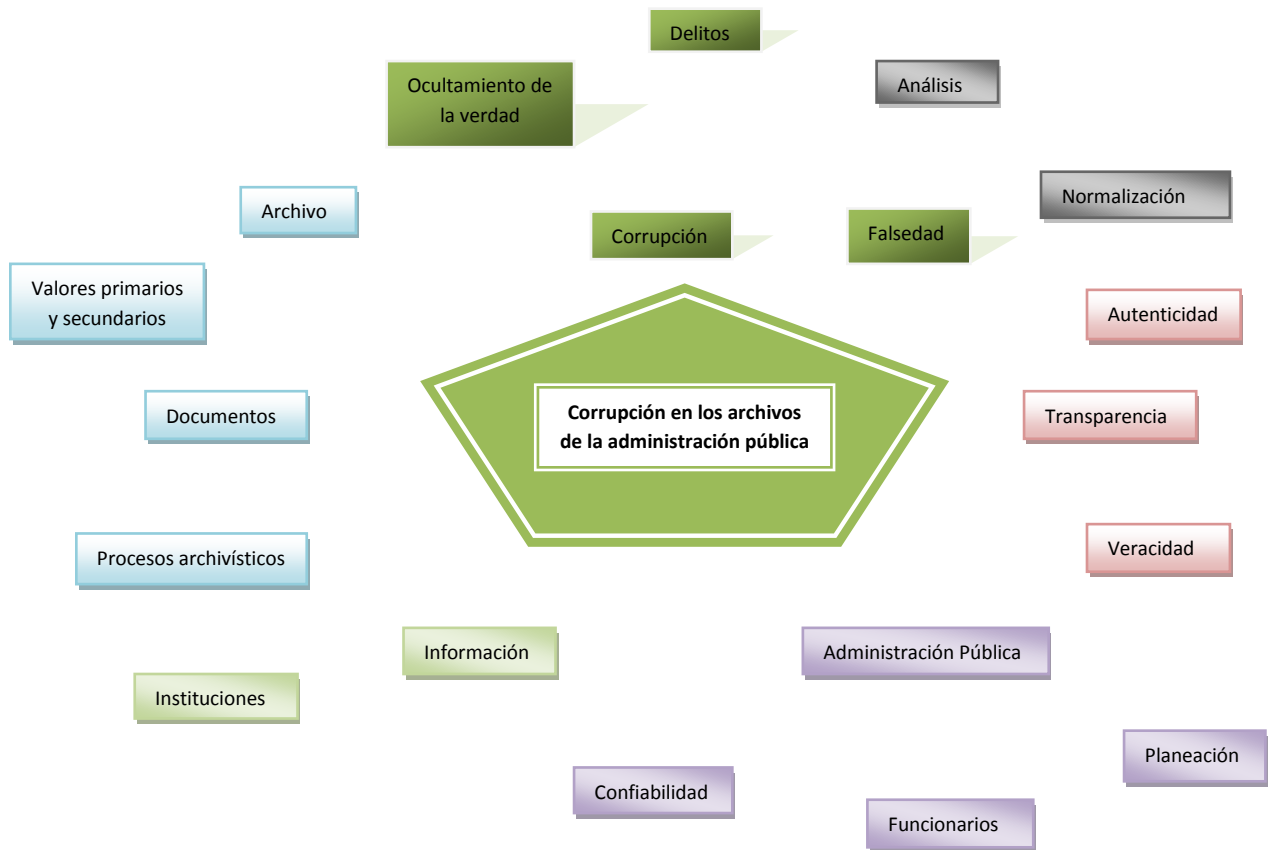 Delitos
Ocultamiento de
la verdad
Análisis
Archivo
Normalización
Corrupción
Falsedad
Valores primarios
y secundarios
Autenticidad
Corrupción en los archivos
de la administración pública
Documentos
Transparencia
Procesos archivísticos
Veracidad
Información
Administración Pública
Instituciones
Planeación
Confiabilidad
Funcionarios